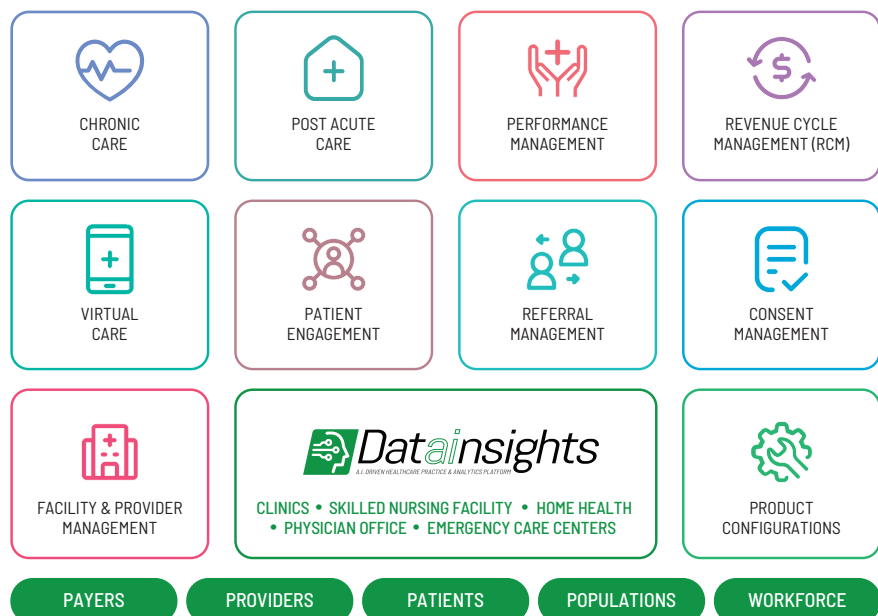 CHRONIC
CARE
POST ACUTE
CARE
PERFORMANCE
MANAGEMENT
REVENUE CYCLE
MANAGEMENT (RCM)
VIRTUAL
CARE
PATIENT
ENGAGEMENT
REFERRAL
MANAGEMENT
CONSENT
MANAGEMENT
FACILITY & PROVIDER
MANAGEMENT
Datainsights
A.I. DRIVEN HEALTHCARE PRACTICE & ANALYTICS PLATFORM
CLINICS • SKILLED NURSING FACILITY • HOME HEALTH
• PHYSICIAN OFFICE • EMERGENCY CARE CENTERS
PRODUCT
CONFIGURATIONS
PAYERS
PROVIDERS
PATIENTS
POPULATIONS
WORKFORCE